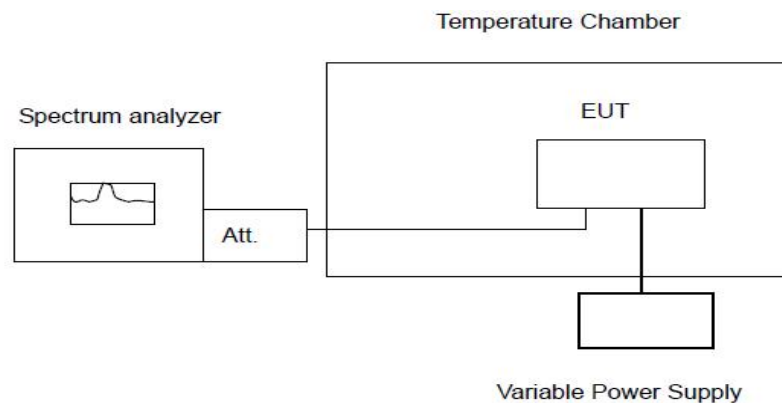 Temperature Chamber
Spectrum analyzer
EUT
Att.
Variable Power Supply